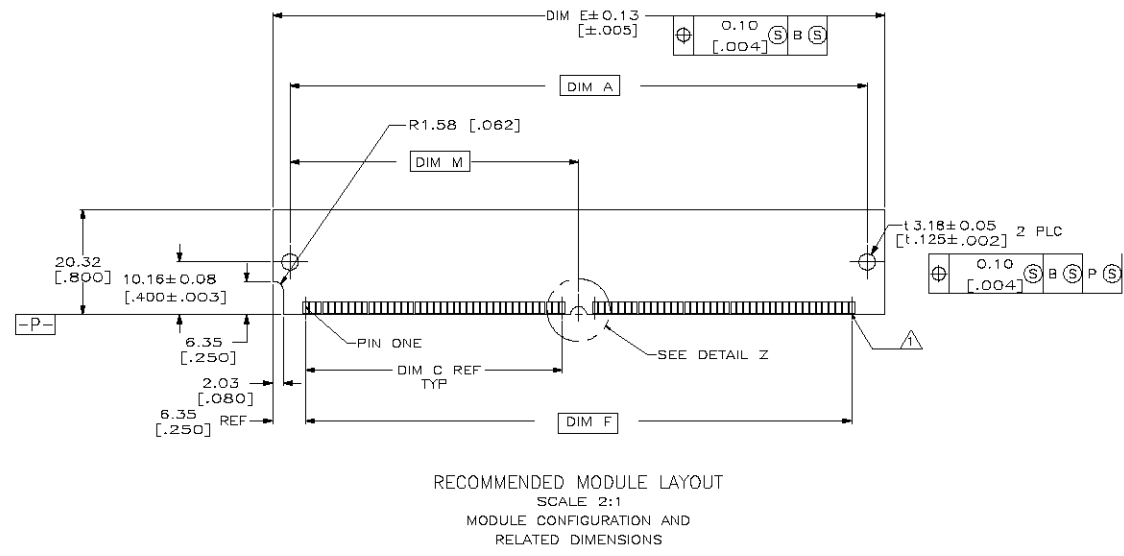 DIM E±0.13
[±.005]
0.10 Ⓢ B Ⓢ
[.004]
DIM A
R1.58 [.062]
DIM M
20.32
[.800]
10.16±0.08
[.400±.003]
t3.18±0.05 2 PLC
[t.125±.002]
0.10 Ⓢ B Ⓢ P Ⓢ
[.004]
-P-
6.35
[.250]
PIN ONE
SEE DETAIL Z
1
DIM C REF
TYP
2.03
[.080]
6.35 REF
[.250]
DIM F
RECOMMENDED MODULE LAYOUT
SCALE 2:1
MODULE CONFIGURATION AND
RELATED DIMENSIONS